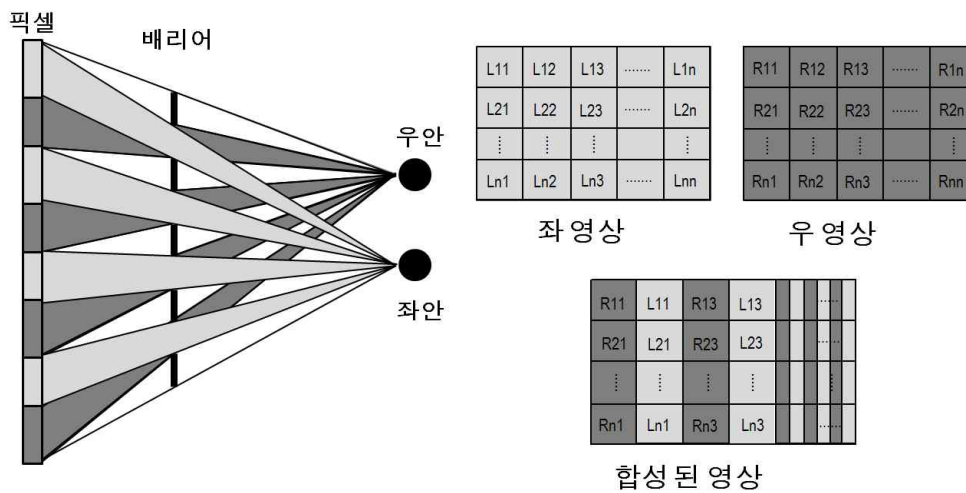 픽셀
배리어
우안
좌안
L11 L12 L13 ....... L1n
L21 L22 L23 ....... L2n
Ln1 Ln2 Ln3 ....... Lnn
좌 영상
R11 R12 R13 ....... R1n
R21 R22 R23 ....... R2n
Rn1 Rn2 Rn3 ....... Rnn
우 영상
R11 L11 R13 L13 ......
R21 L21 R23 L23 ......
Rn1 Ln1 Rn3 Ln3 ......
합성 된 영상